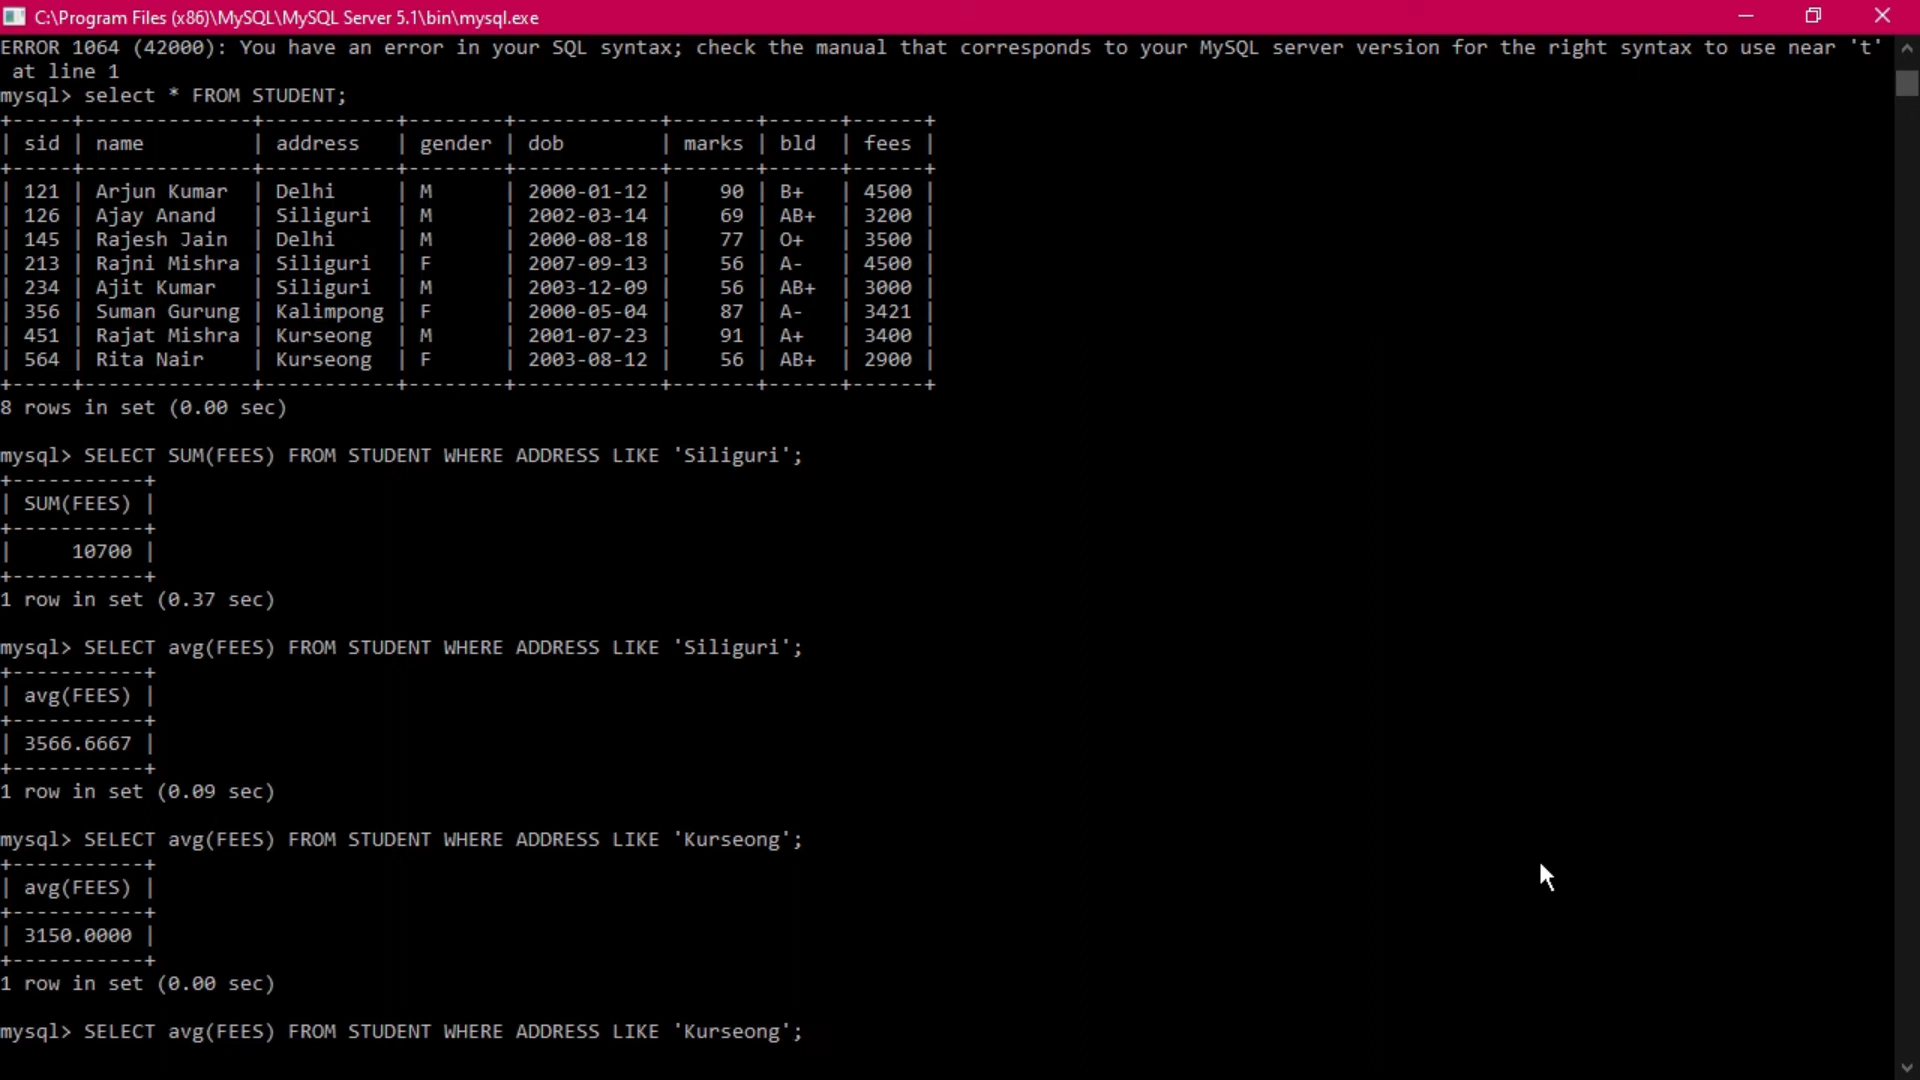 C:\Program Files (x86)\MySQL\MySQL Server 5.1\bin\mysql.exe
ERROR 1064 (42000): You have an error in your SQL syntax; check the manual that corresponds to your MySQL server version for the right syntax to use near 't'
 at line 1
mysql> select * FROM STUDENT;
+-----+--------------+-----------+--------+------------+-------+------+------+
| sid | name         | address   | gender | dob        | marks | bld  | fees |
+-----+--------------+-----------+--------+------------+-------+------+------+
| 121 | Arjun Kumar  | Delhi     | M      | 2000-01-12 |    90 | B+   | 4500 |
| 126 | Ajay Anand   | Siliguri  | M      | 2002-03-14 |    69 | AB+  | 3200 |
| 145 | Rajesh Jain  | Delhi     | M      | 2000-08-18 |    77 | O+   | 3500 |
| 213 | Rajni Mishra | Siliguri  | F      | 2007-09-13 |    56 | A-   | 4500 |
| 234 | Ajit Kumar   | Siliguri  | M      | 2003-12-09 |    56 | AB+  | 3000 |
| 356 | Suman Gurung | Kalimpong | F      | 2000-05-04 |    87 | A-   | 3421 |
| 451 | Rajat Mishra | Kurseong  | M      | 2001-07-23 |    91 | A+   | 3400 |
| 564 | Rita Nair    | Kurseong  | F      | 2003-08-12 |    56 | AB+  | 2900 |
+-----+--------------+-----------+--------+------------+-------+------+------+
8 rows in set (0.00 sec)
mysql> SELECT SUM(FEES) FROM STUDENT WHERE ADDRESS LIKE 'Siliguri';
+-----------+
| SUM(FEES) |
+-----------+
|     10700 |
+-----------+
1 row in set (0.37 sec)
mysql> SELECT avg(FEES) FROM STUDENT WHERE ADDRESS LIKE 'Siliguri';
+-----------+
| avg(FEES) |
+-----------+
| 3566.6667 |
+-----------+
1 row in set (0.09 sec)
mysql> SELECT avg(FEES) FROM STUDENT WHERE ADDRESS LIKE 'Kurseong';
+-----------+
| avg(FEES) |
+-----------+
| 3150.0000 |
+-----------+
1 row in set (0.00 sec)
mysql> SELECT avg(FEES) FROM STUDENT WHERE ADDRESS LIKE 'Kurseong';